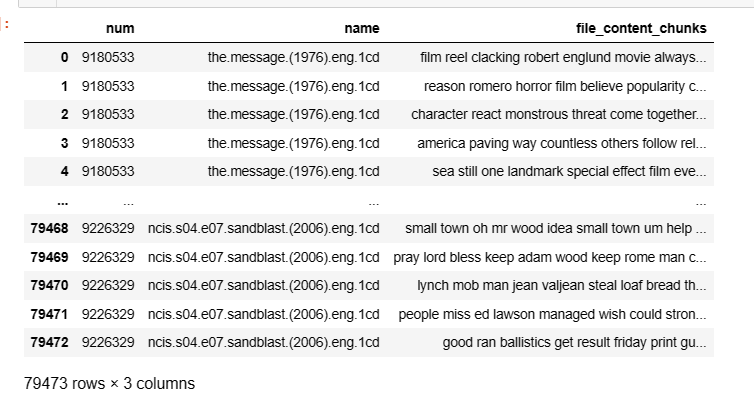 :
num name file_content_chunks
0 9180533 the.message.(1976).eng.1cd film reel clacking robert englund movie always...
1 9180533 the.message.(1976).eng.1cd reason romero horror film believe popularity c...
2 9180533 the.message.(1976).eng.1cd character react monstrous threat come together...
3 9180533 the.message.(1976).eng.1cd america paving way countless others follow rel...
4 9180533 the.message.(1976).eng.1cd sea still one landmark special effect film eve...
... ... ... ...
79468 9226329 ncis.s04.e07.sandblast.(2006).eng.1cd small town oh mr wood idea small town um help ...
79469 9226329 ncis.s04.e07.sandblast.(2006).eng.1cd pray lord bless keep adam wood keep rome man c...
79470 9226329 ncis.s04.e07.sandblast.(2006).eng.1cd lynch mob man jean valjean steal loaf bread th...
79471 9226329 ncis.s04.e07.sandblast.(2006).eng.1cd people miss ed lawson managed wish could stron...
79472 9226329 ncis.s04.e07.sandblast.(2006).eng.1cd good ran ballistics get result friday print gu...
79473 rows × 3 columns